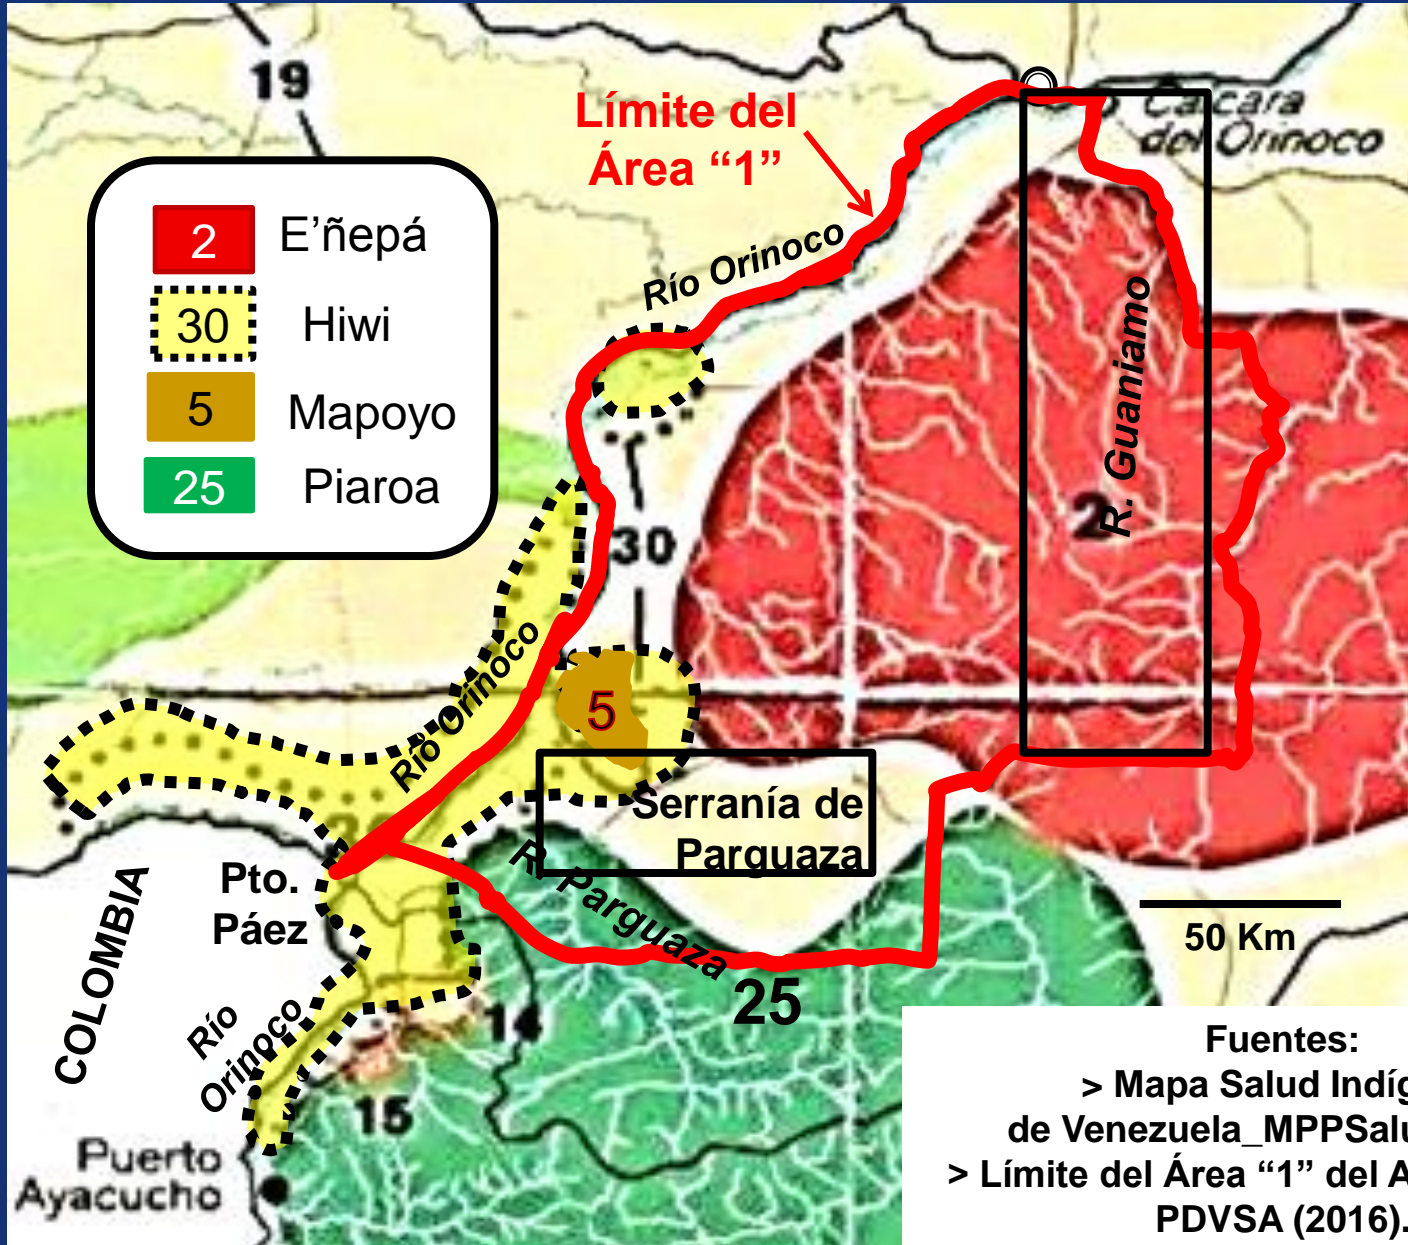 19
Límite del
Área “1”
Caicara
del Orinoco
2 E’ñepá
30 Hiwi
5 Mapoyo
25 Piaroa
Río Orinoco
R. Guaniamo
2
30
Río Orinoco
5
Serranía de
Parguaza
R. Parguaza
Pto.
Páez
COLOMBIA
50 Km
25
Río
Orinoco
14
15
Puerto
Ayacucho
Fuentes:
> Mapa Salud Indíg
de Venezuela_MPPSalu
> Límite del Área “1” del A
PDVSA (2016).